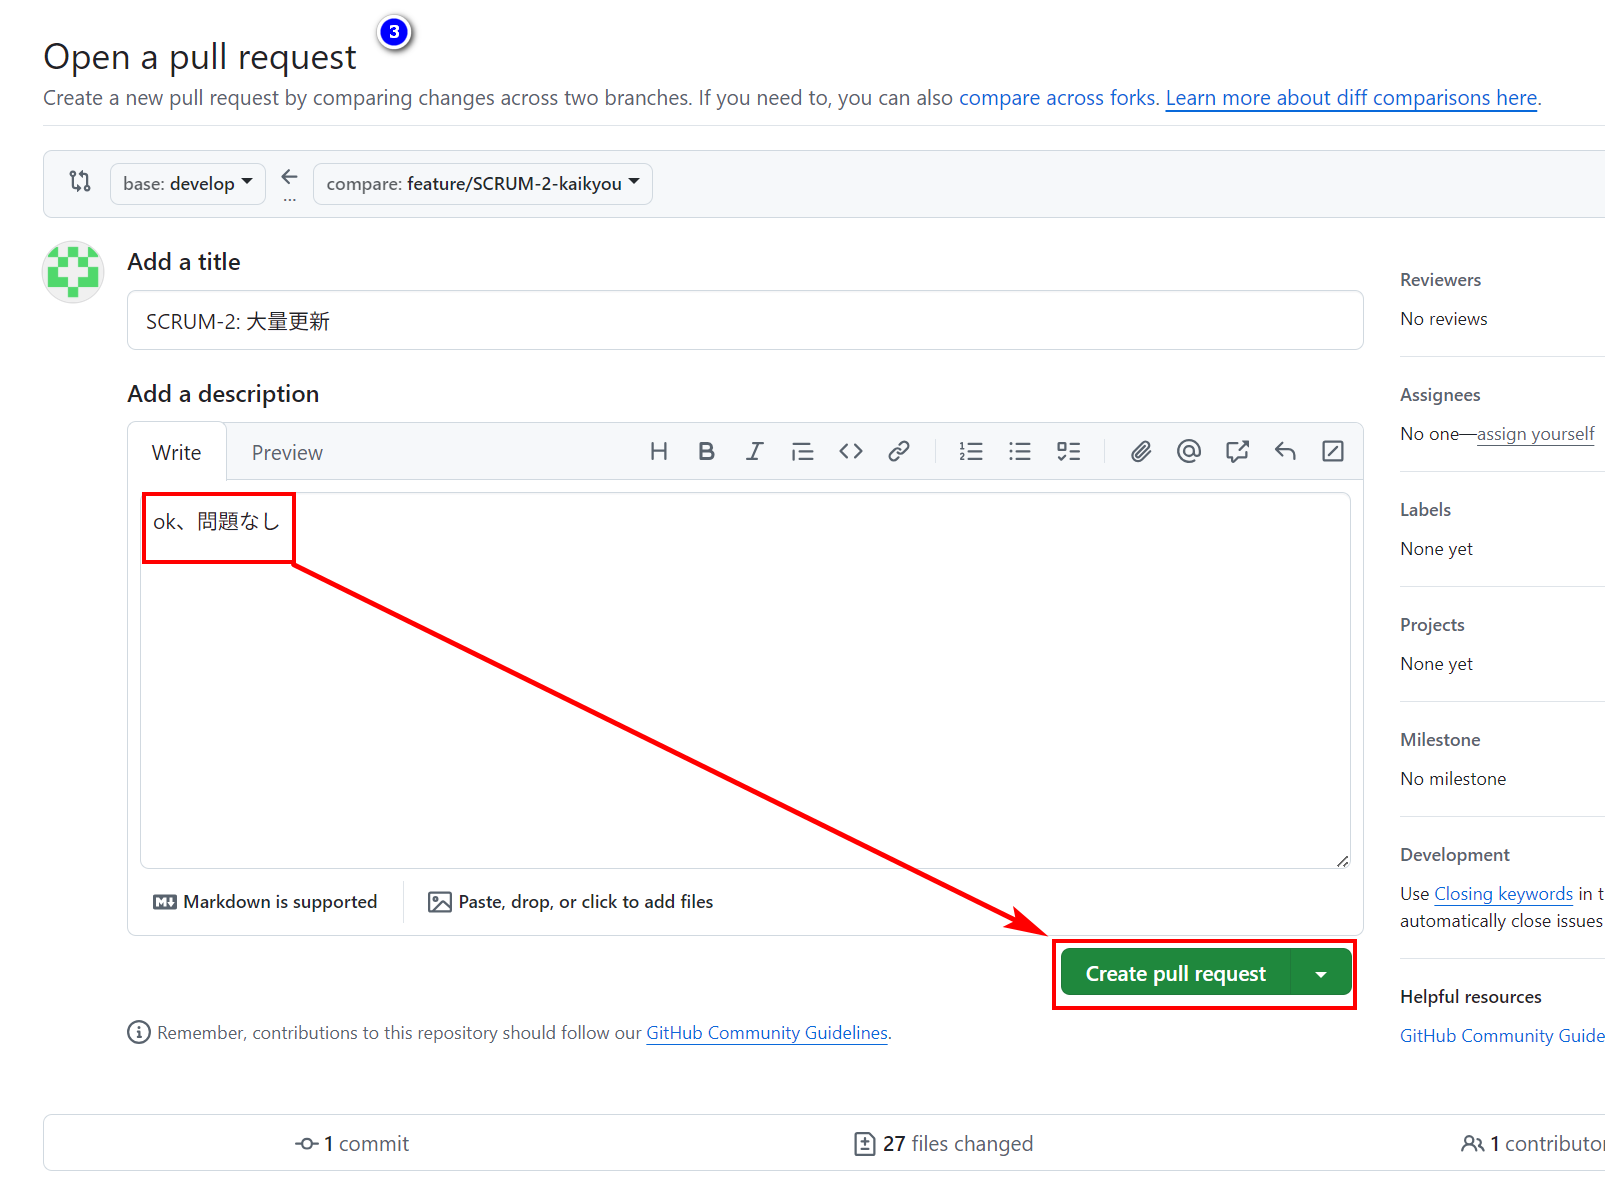 3
Open a pull request
Create a new pull request by comparing changes across two branches. If you need to, you can also compare across forks. Learn more about diff comparisons here.
base: develop
...
compare: feature/SCRUM-2-kaikyou
Add a title
SCRUM-2: 大量更新
Add a description
Write
Preview
ok、問題なし
Markdown is supported
Paste, drop, or click to add files
Create pull request
Remember, contributions to this repository should follow our GitHub Community Guidelines.
Reviewers
No reviews
Assignees
No one—assign yourself
Labels
None yet
Projects
None yet
Milestone
No milestone
Development
Use Closing keywords in t
automatically close issues
Helpful resources
GitHub Community Guide
1 commit
27 files changed
1 contributor